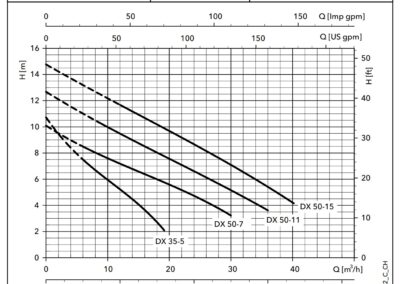 0 50 100 150 Q [Imp gpm]
0 50 100 150 Q [US gpm]
16
14
12
10
8
6
4
2
0
H [m]
50
40
30
20
10
0
H [ft]
DX 50-15
DX 50-11
DX 50-7
DX 35-5
0 10 20 30 40 Q [m³/h]
2_C_CH